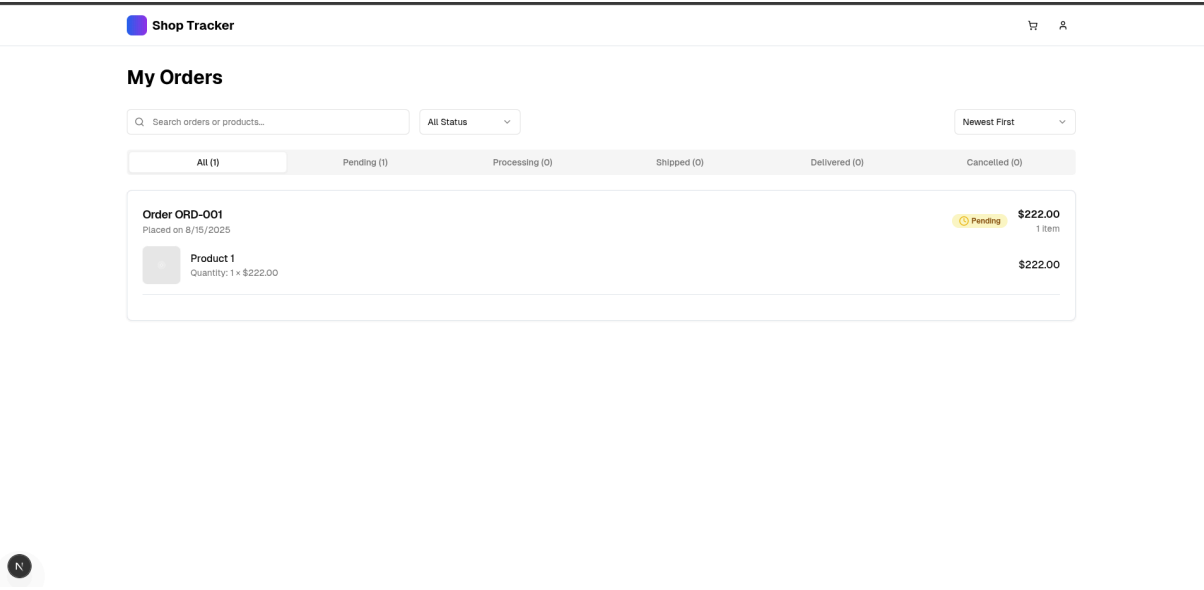 Shop Tracker
My Orders
Search orders or products...
All Status
Newest First
All (1)
Pending (1)
Processing (0)
Shipped (0)
Delivered (0)
Cancelled (0)
Order ORD-001
Placed on 8/15/2025
Pending
$222.00
1 item
Product 1
Quantity: 1 × $222.00
$222.00
N